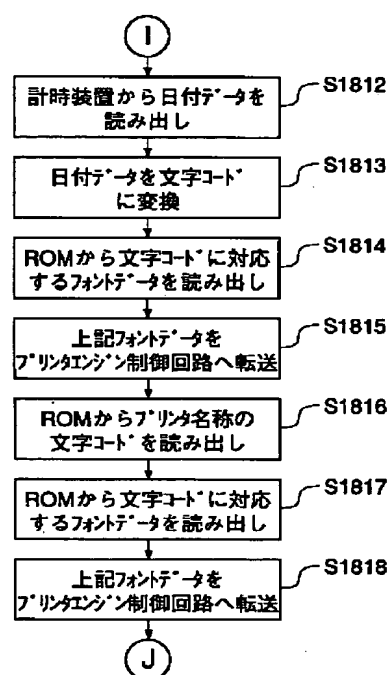 I
計時装置から日付データを
読み出し
S1812
日付データを文字コード
に変換
S1813
ROMから文字コードに対応
するフォントデータを読み出し
S1814
上記フォントデータを
プリンタエンジン制御回路へ転送
S1815
ROMからプリンタ名称の
文字コードを読み出し
S1816
ROMから文字コードに対応
するフォントデータを読み出し
S1817
上記フォントデータを
プリンタエンジン制御回路へ転送
S1818
J